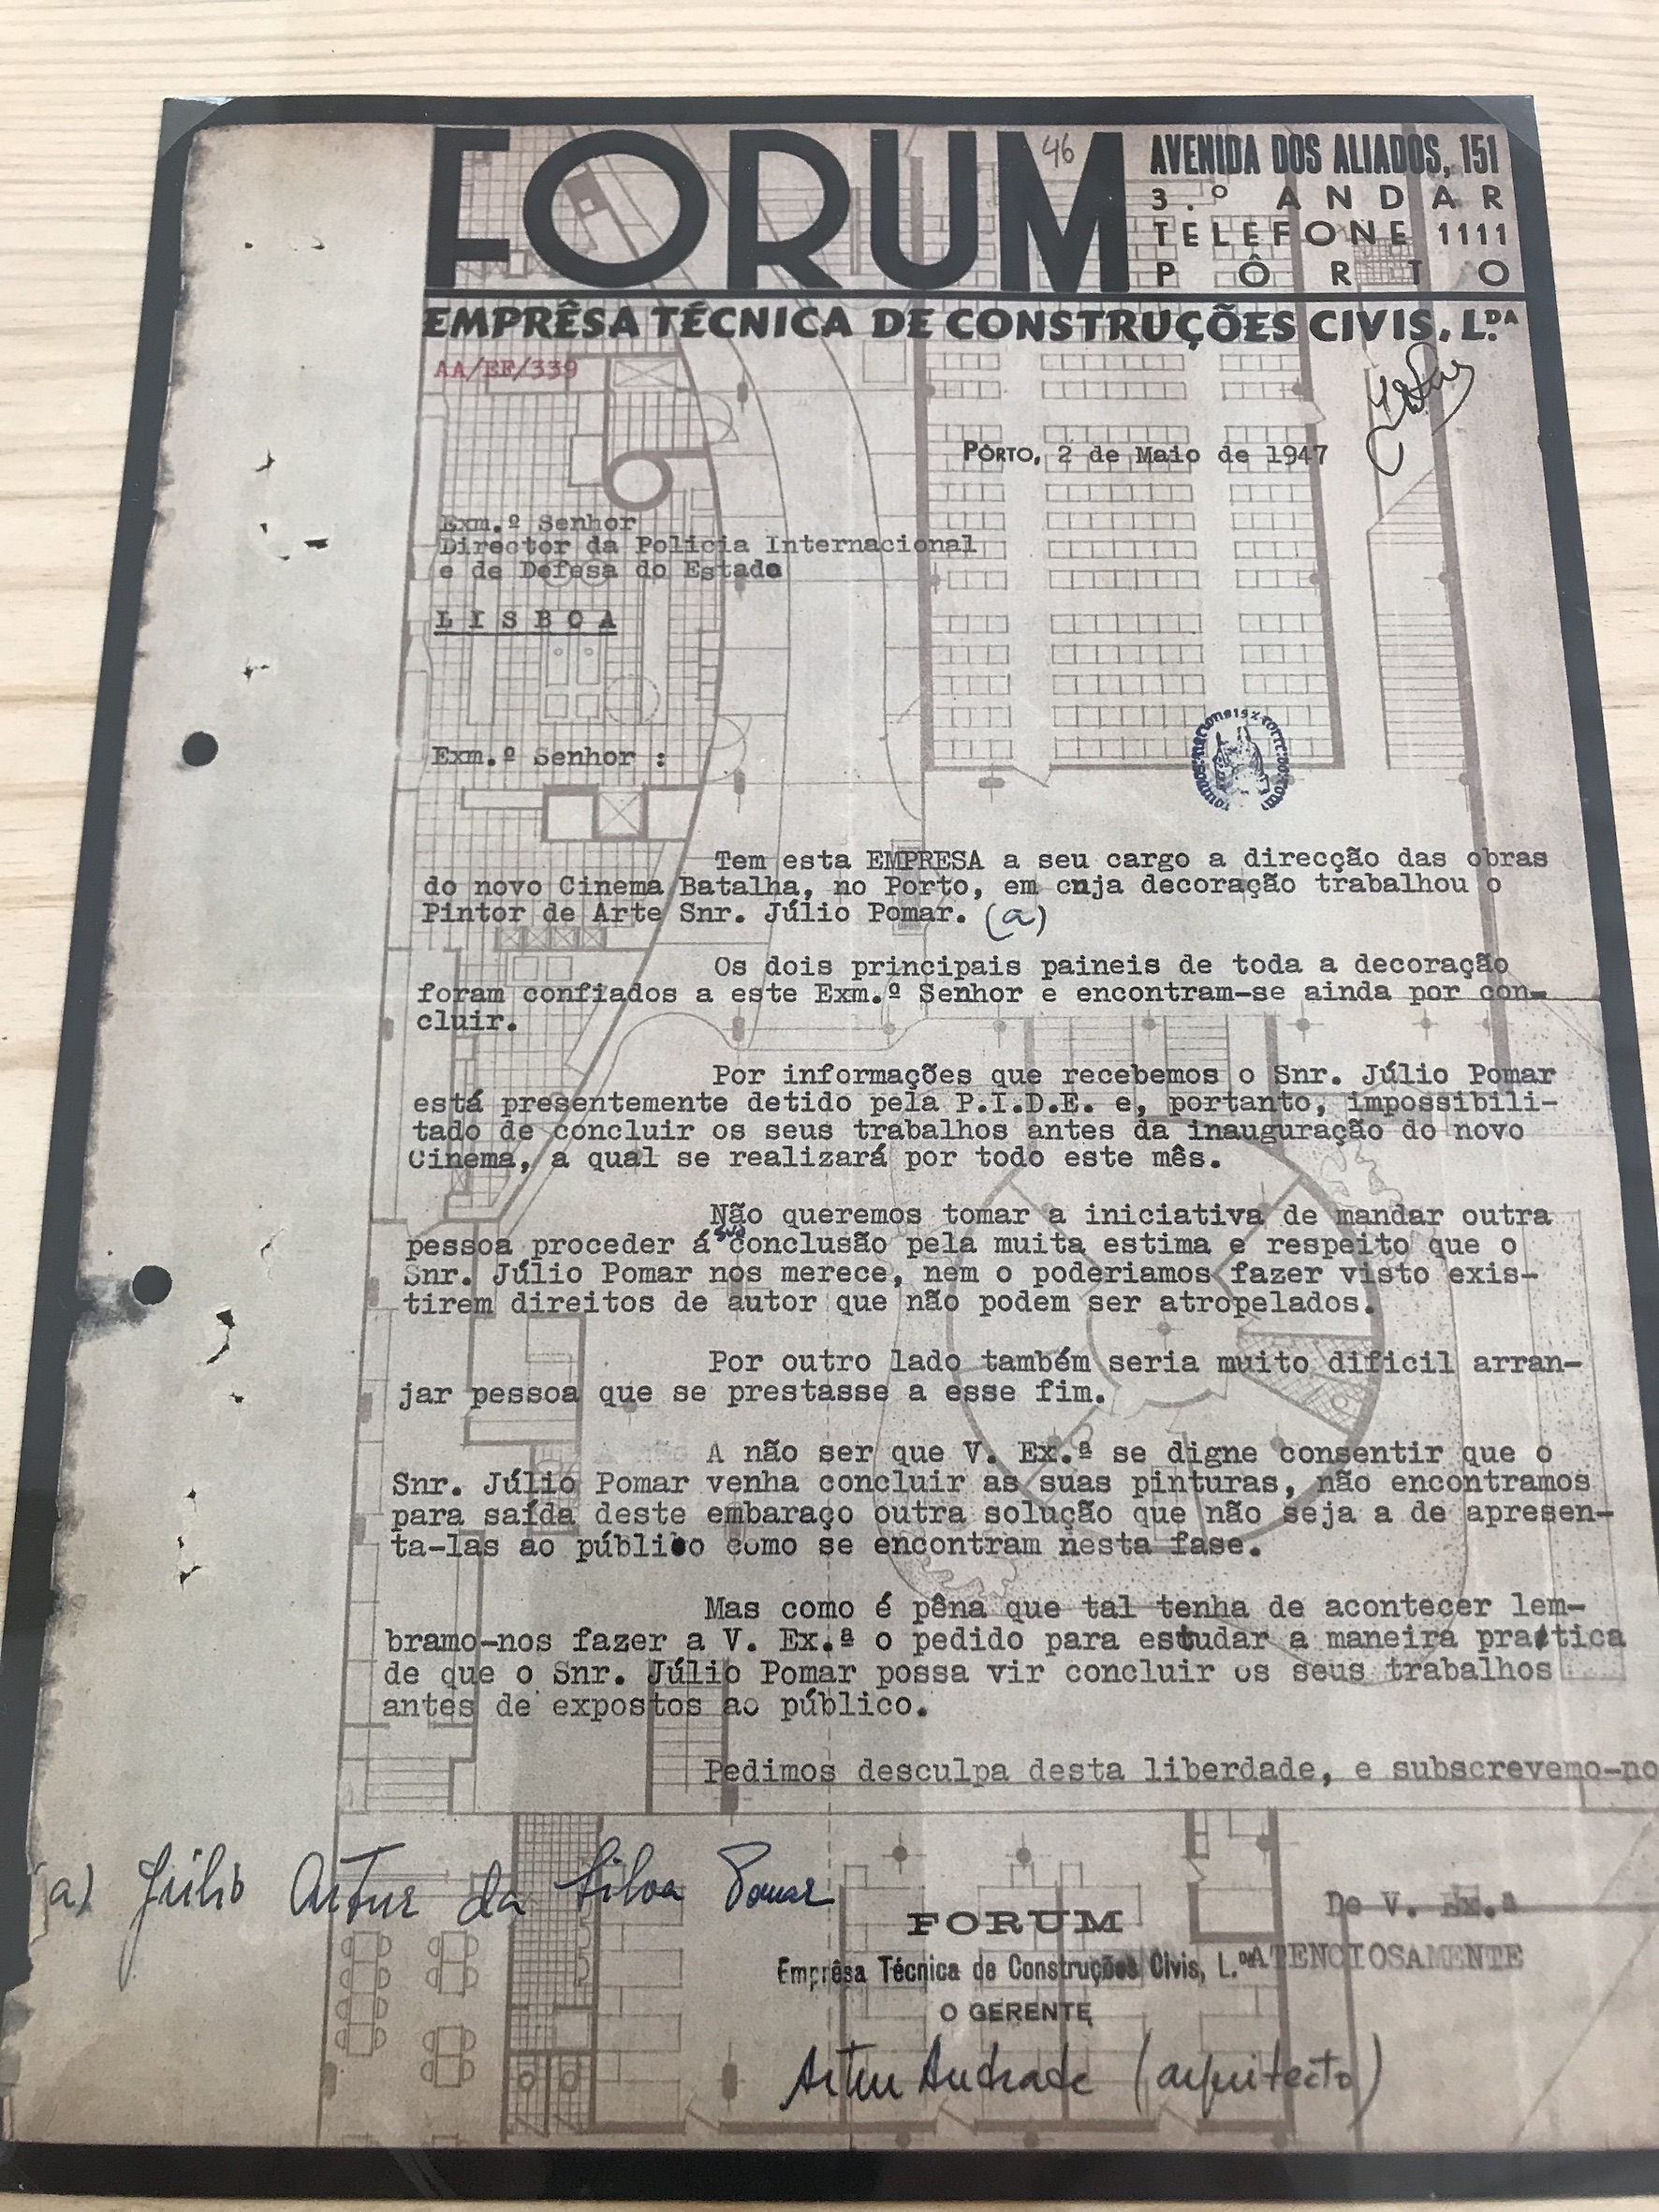 FORUM
46
AVENIDA DOS ALIADOS, 151
3.º ANDAR
TELEFONE 1111
PÔRTO
EMPRÊSA TÉCNICA DE CONSTRUÇÕES CIVIS, L.DA
AA/EF/339
PÔRTO, 2 de Maio de 1947
Exm.º Senhor
Director da Policia Internacional
e de Defesa do Estado
LISBOA
Exm.º Senhor :
Tem esta EMPRESA a seu cargo a direcção das obras
do novo Cinema Batalha, no Porto, em cuja decoração trabalhou o
Pintor de Arte Snr. Júlio Pomar. (a)
Os dois principais paineis de toda a decoração
foram confiados a este Exm.º Senhor e encontram-se ainda por con-
cluir.
Por informações que recebemos o Snr. Júlio Pomar
está presentemente detido pela P.I.D.E. e, portanto, impossibili-
tado de concluir os seus trabalhos antes da inauguração do novo
Cinema, a qual se realizará por todo este mês.
Não queremos tomar a iniciativa de mandar outra
pessoa proceder á sua conclusão pela muita estima e respeito que o
Snr. Júlio Pomar nos merece, nem o poderiamos fazer visto exis-
tirem direitos de autor que não podem ser atropelados.
Por outro lado também seria muito dificil arran-
jar pessoa que se prestasse a esse fim.
A não ser que V. Ex.ª se digne consentir que o
Snr. Júlio Pomar venha concluir as suas pinturas, não encontramos
para saída deste embaraço outra solução que não seja a de apresen-
ta-las ao público como se encontram nesta fase.
Mas como é pêna que tal tenha de acontecer lem-
bramo-nos fazer a V. Ex.ª o pedido para estudar a maneira pratica
de que o Snr. Júlio Pomar possa vir concluir os seus trabalhos
antes de expostos ao público.
Pedimos desculpa desta liberdade, e subscrevemo-no
a) Júlio Artur da Silva Pomar
De V. Ex.ª
ATENCIOSAMENTE
FORUM
Emprêsa Técnica de Construções Civis, L.da
O GERENTE
Artur Andrade (arquitecto)